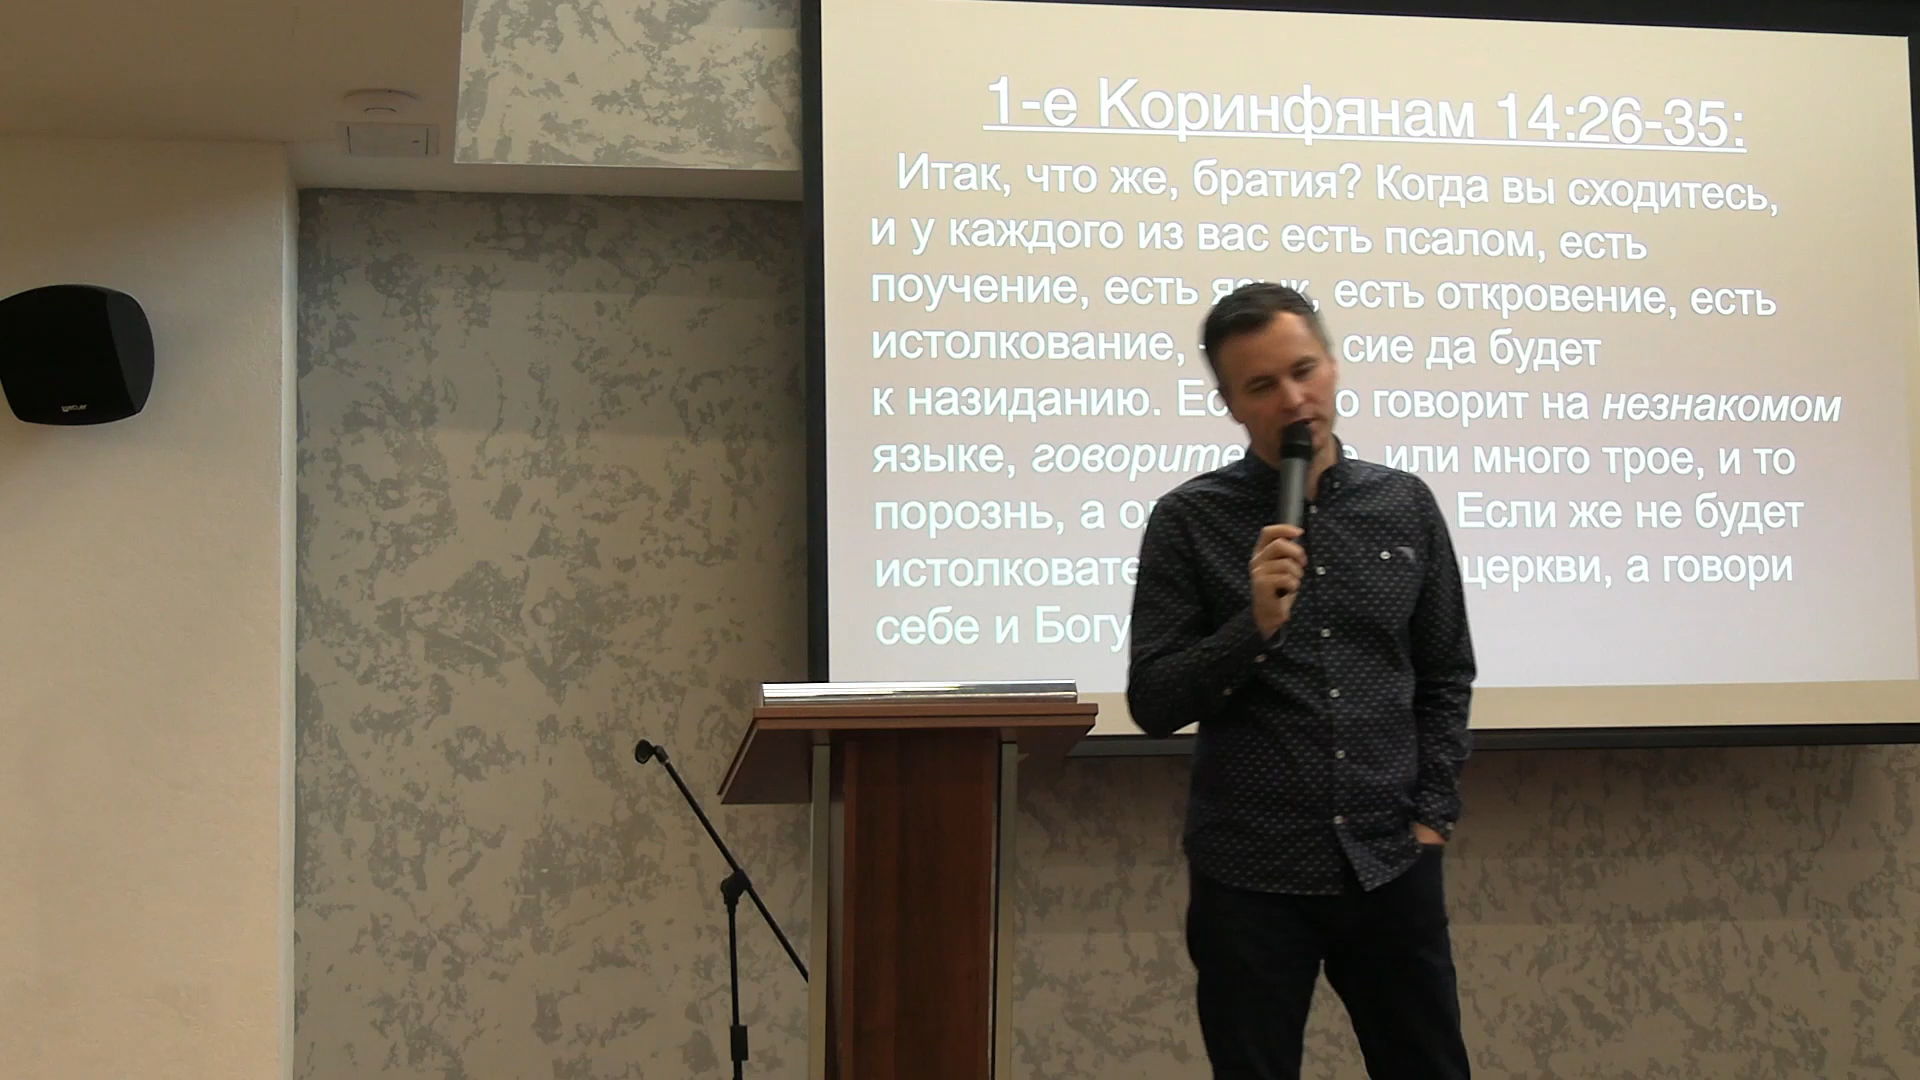 1-е Коринфянам 14:26-35:
Итак, что же, братия? Когда вы сходитесь,
и у каждого из вас есть псалом, есть
поучение, есть язык, есть откровение, есть
истолкование, сие да будет
к назиданию. говорит на незнакомом
языке, или много трое, и то
порознь, а Если же не будет
церкви, а говори
себе и Богу